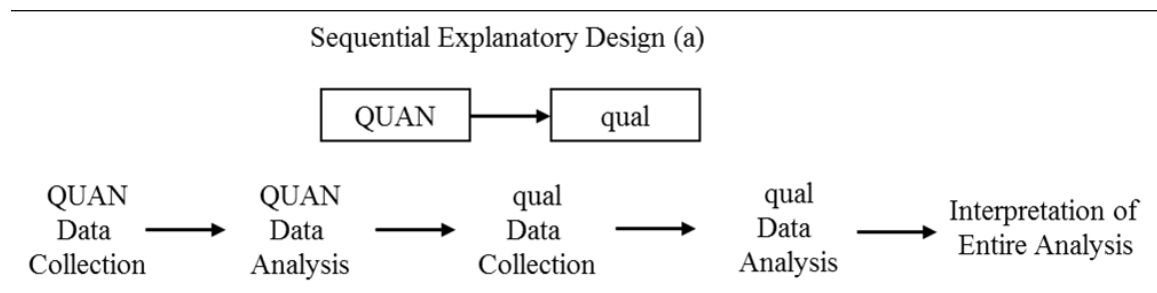 Sequential Explanatory Design (a)
QUAN
qual
QUAN
Data
Collection
QUAN
Data
Analysis
qual
Data
Collection
qual
Data
Analysis
Interpretation of
Entire Analysis